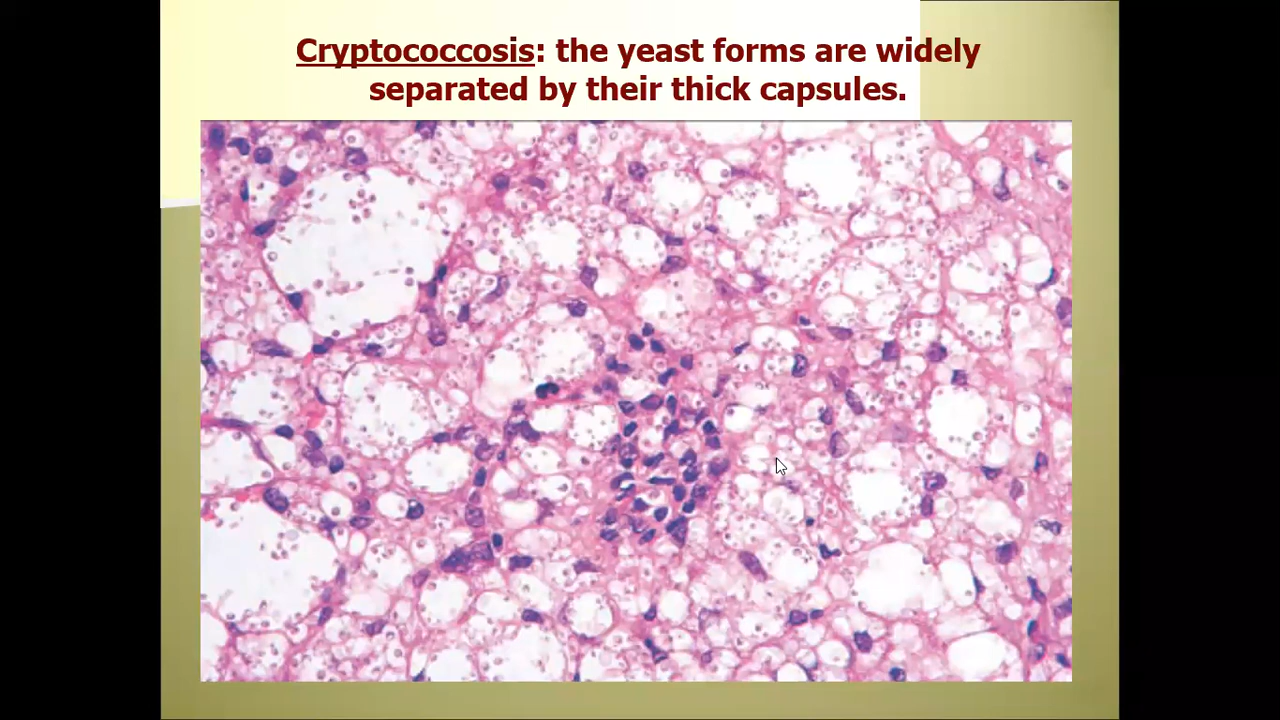 Cryptococcosis: the yeast forms are widely
separated by their thick capsules.